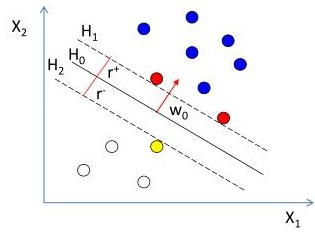 X₂
H₁
H₀
H₂
r⁺
r⁻
w₀
X₁